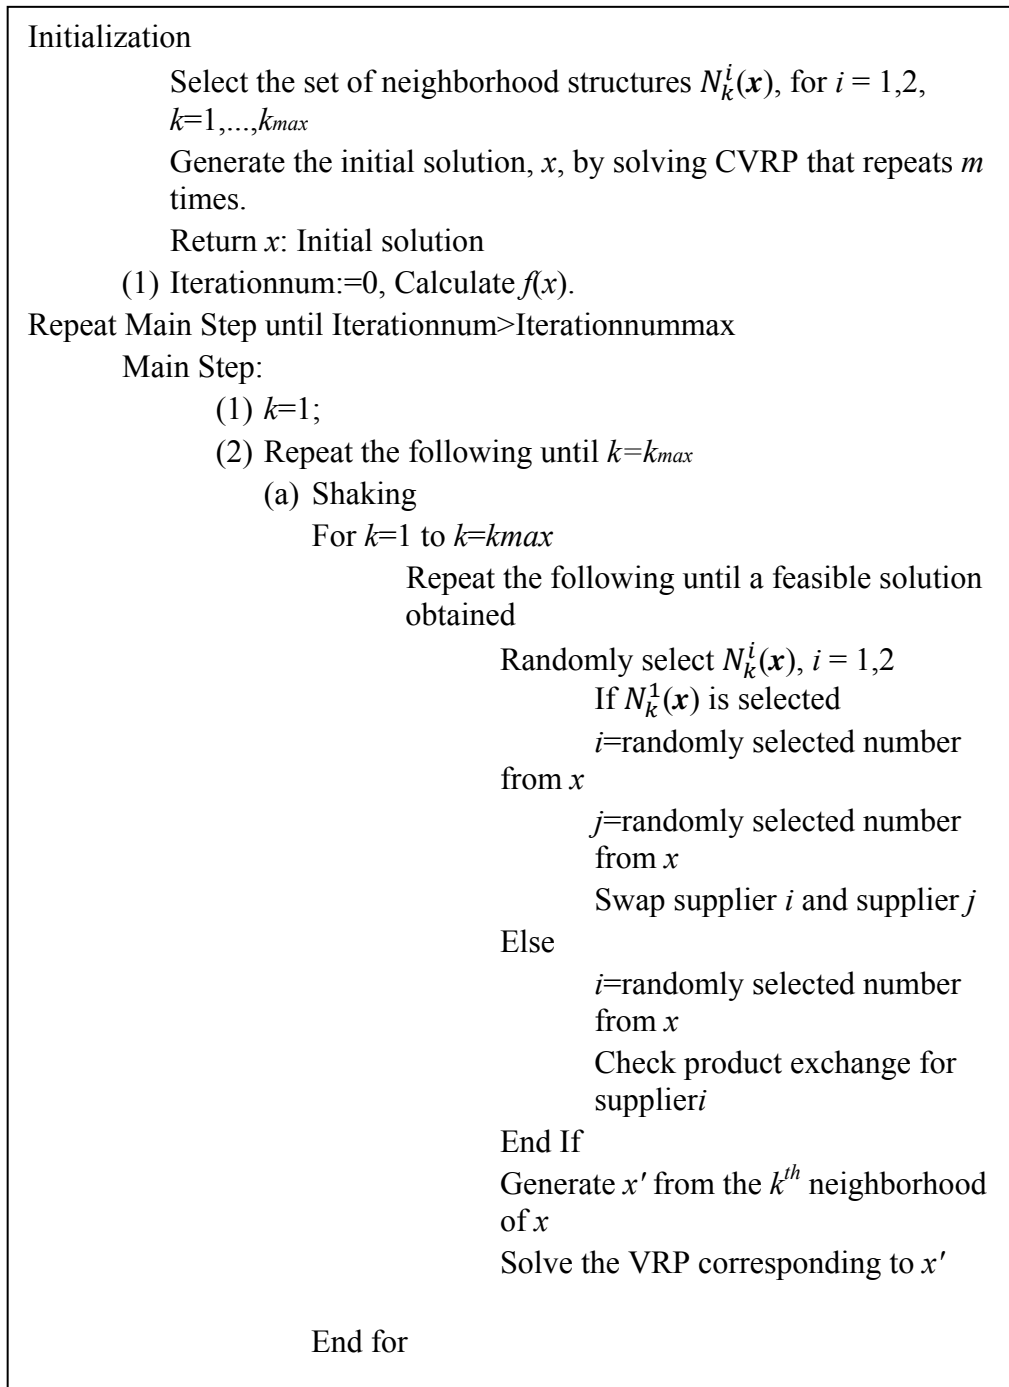 Initialization
Select the set of neighborhood structures $N_k^i(\boldsymbol{x})$, for i = 1,2,
k=1,...,kmax
Generate the initial solution, x, by solving CVRP that repeats m
times.
Return x: Initial solution
(1) Iterationnum:=0, Calculate f(x).
Repeat Main Step until Iterationnum>Iterationnummax
Main Step:
(1) k=1;
(2) Repeat the following until k=kmax
(a) Shaking
For k=1 to k=kmax
Repeat the following until a feasible solution
obtained
Randomly select $N_k^i(\boldsymbol{x})$, i = 1,2
If $N_k^1(\boldsymbol{x})$ is selected
i=randomly selected number
from x
j=randomly selected number
from x
Swap supplier i and supplier j
Else
i=randomly selected number
from x
Check product exchange for
supplieri
End If
Generate x' from the kth neighborhood
of x
Solve the VRP corresponding to x'
End for